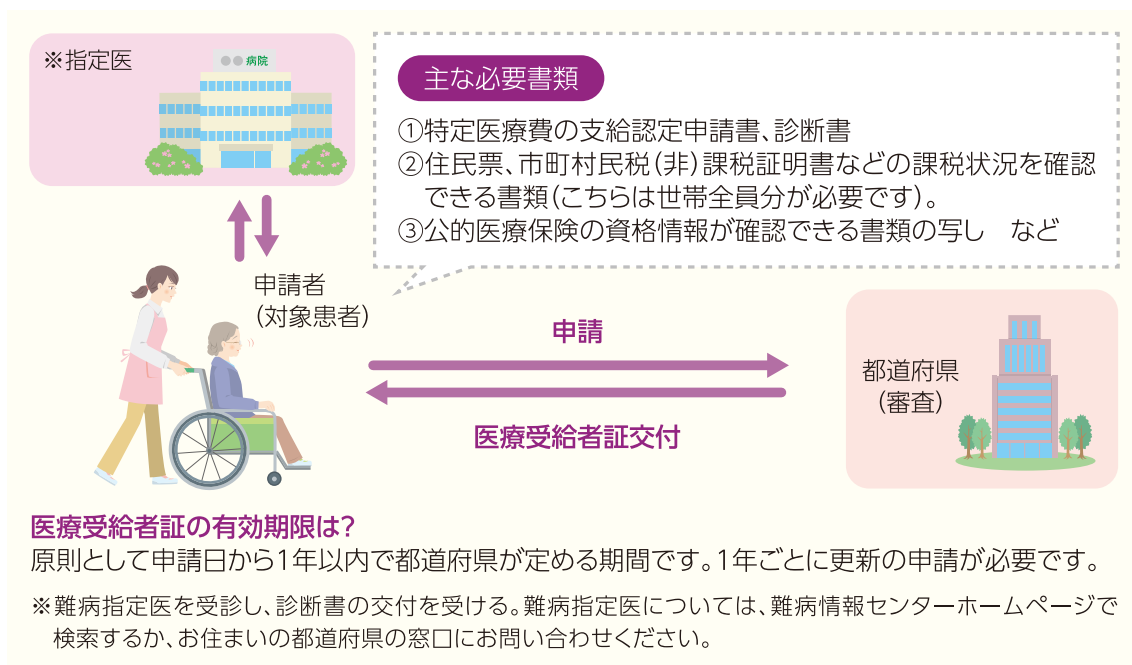 ※指定医
●●病院
主な必要書類
①特定医療費の支給認定申請書、診断書
②住民票、市町村民税(非)課税証明書などの課税状況を確認
できる書類(こちらは世帯全員分が必要です)。
③公的医療保険の資格情報が確認できる書類の写し　など
申請者
(対象患者)
申請
医療受給者証交付
都道府県
(審査)
医療受給者証の有効期限は?
原則として申請日から1年以内で都道府県が定める期間です。1年ごとに更新の申請が必要です。
※難病指定医を受診し、診断書の交付を受ける。難病指定医については、難病情報センターホームページで
検索するか、お住まいの都道府県の窓口にお問い合わせください。